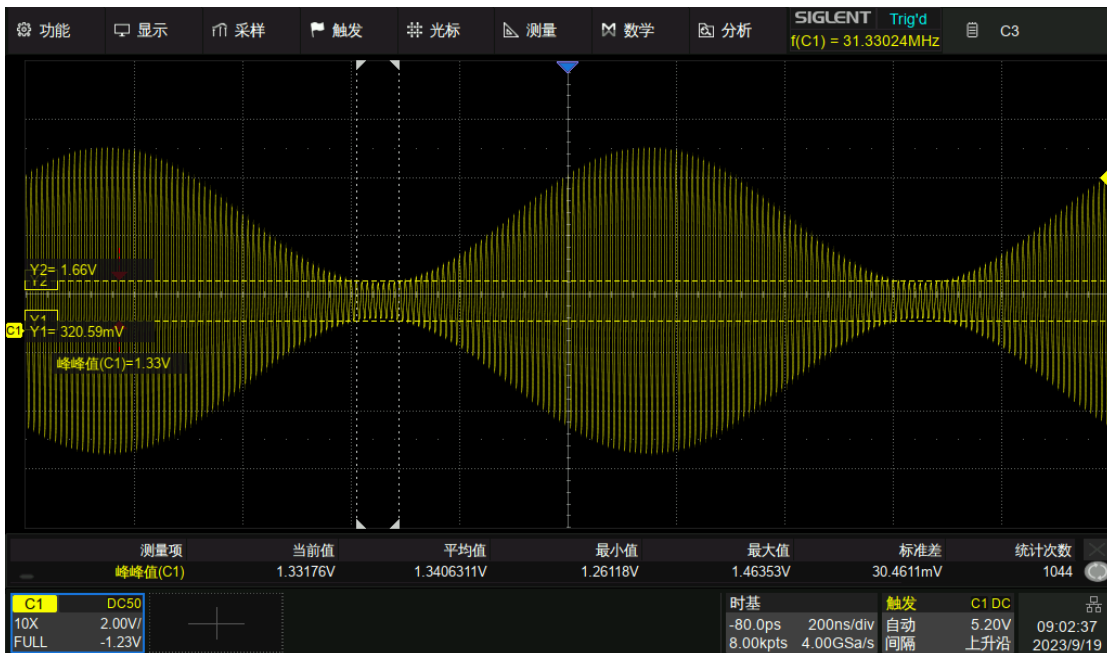 功能 显示 采样 触发 光标 测量 数学 分析 SIGLENT Trig'd C3
f(C1) = 31.33024MHz
Y2= 1.66V
Y2
Y1
C1 Y1= 320.59mV
峰峰值(C1)=1.33V
测量项 当前值 平均值 最小值 最大值 标准差 统计次数
峰峰值(C1) 1.33176V 1.3406311V 1.26118V 1.46353V 30.4611mV 1044
C1 DC50 时基 触发 C1 DC
10X 2.00V/ -80.0ps 200ns/div 自动 5.20V 09:02:37
FULL -1.23V 8.00kpts 4.00GSa/s 间隔 上升沿 2023/9/19